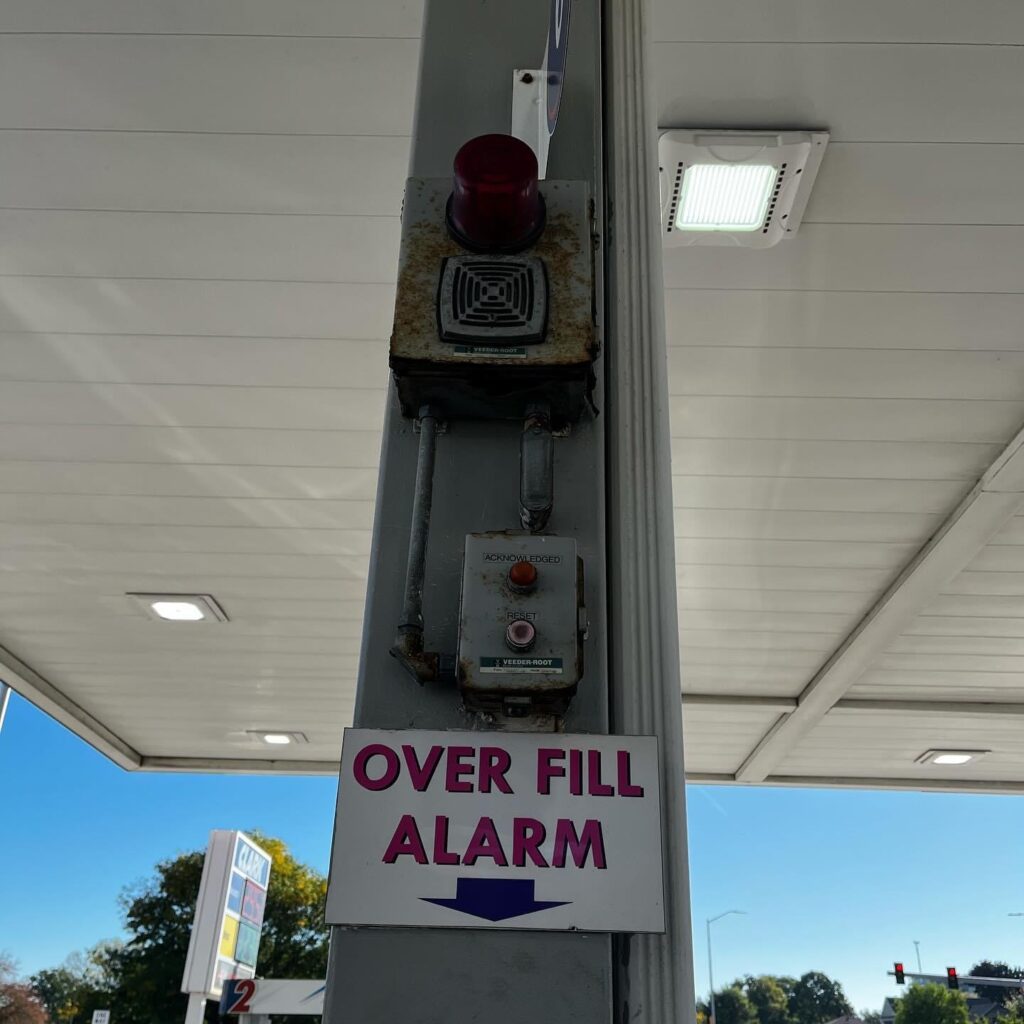 VEEDER-ROOT
ACKNOWLEDGED
RESET
VEEDER-ROOT
OVER FILL
ALARM
CLARK
2